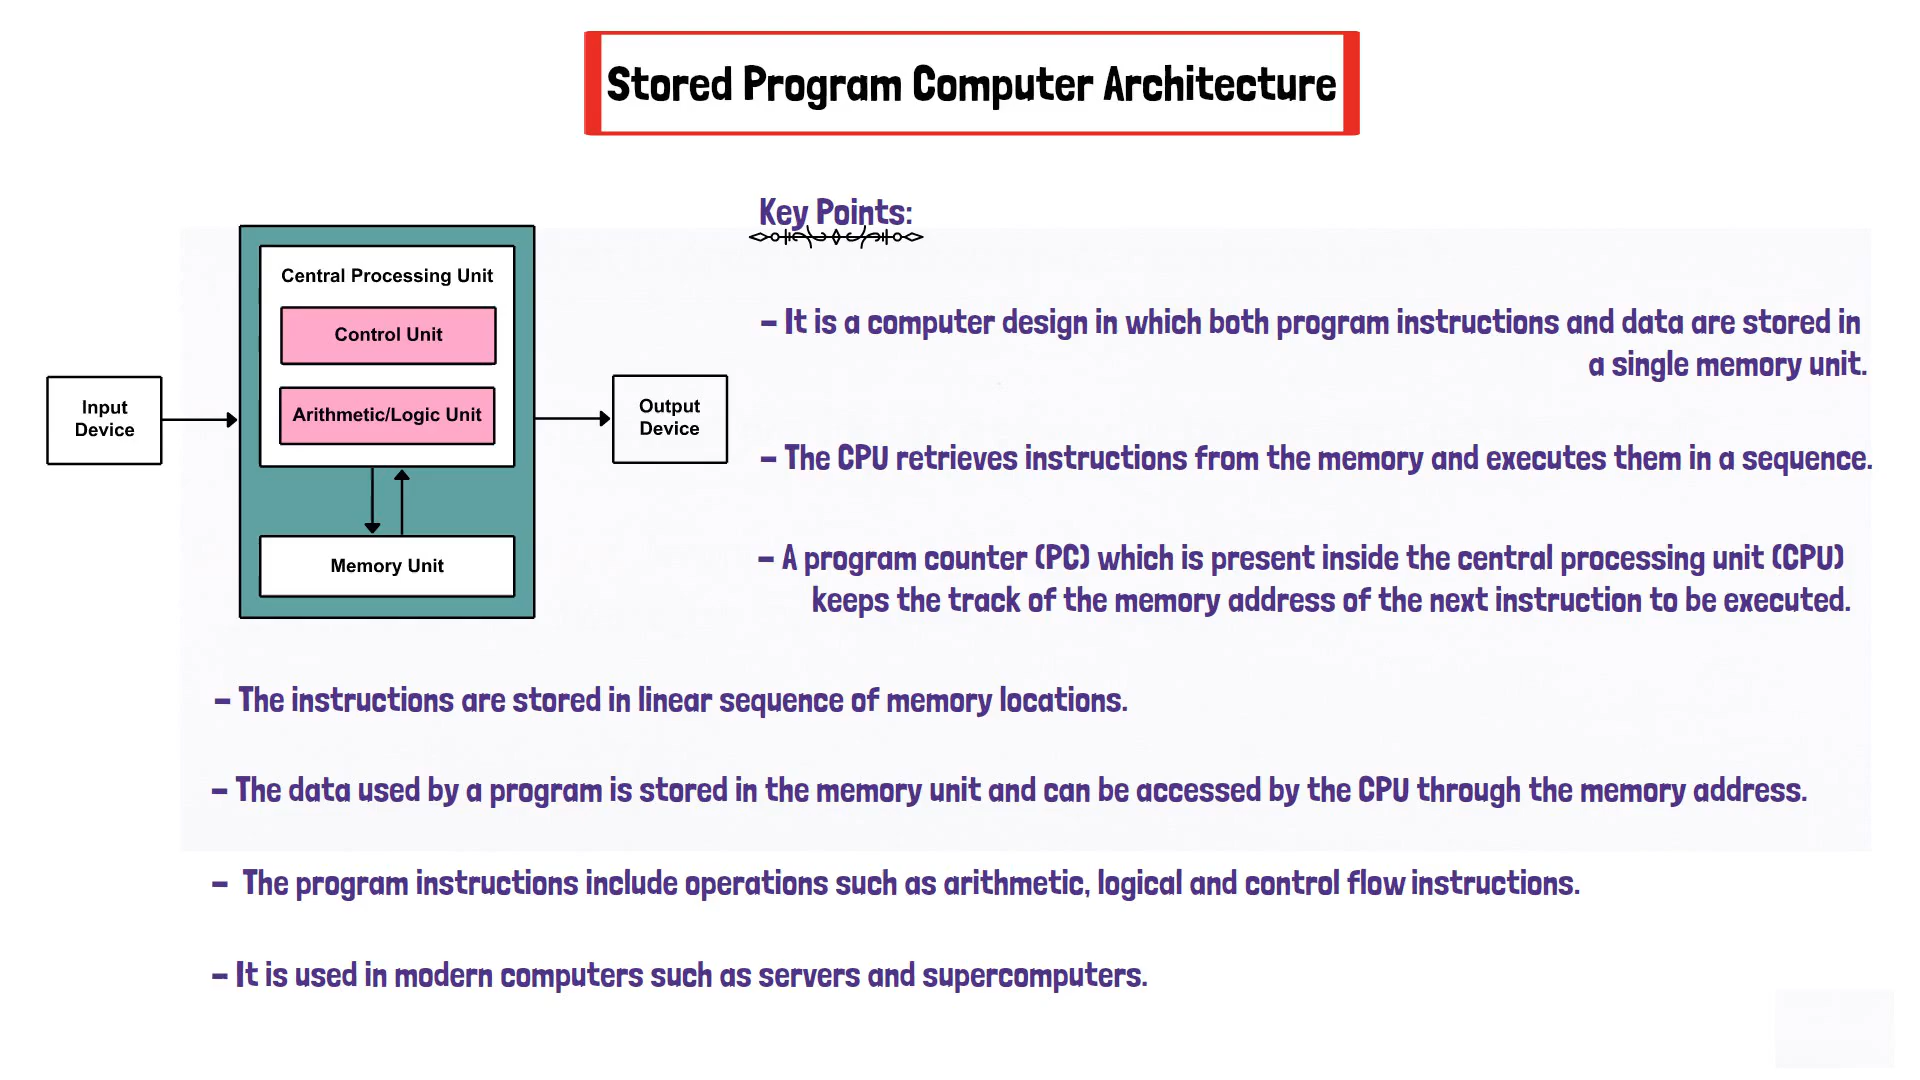 Stored Program Computer Architecture
Key Points:
Central Processing Unit
Control Unit
Arithmetic/Logic Unit
Input
Device
Output
Device
Memory Unit
– It is a computer design in which both program instructions and data are stored in
a single memory unit.
– The CPU retrieves instructions from the memory and executes them in a sequence.
– A program counter (PC) which is present inside the central processing unit (CPU)
keeps the track of the memory address of the next instruction to be executed.
– The instructions are stored in linear sequence of memory locations.
– The data used by a program is stored in the memory unit and can be accessed by the CPU through the memory address.
– The program instructions include operations such as arithmetic, logical and control flow instructions.
– It is used in modern computers such as servers and supercomputers.